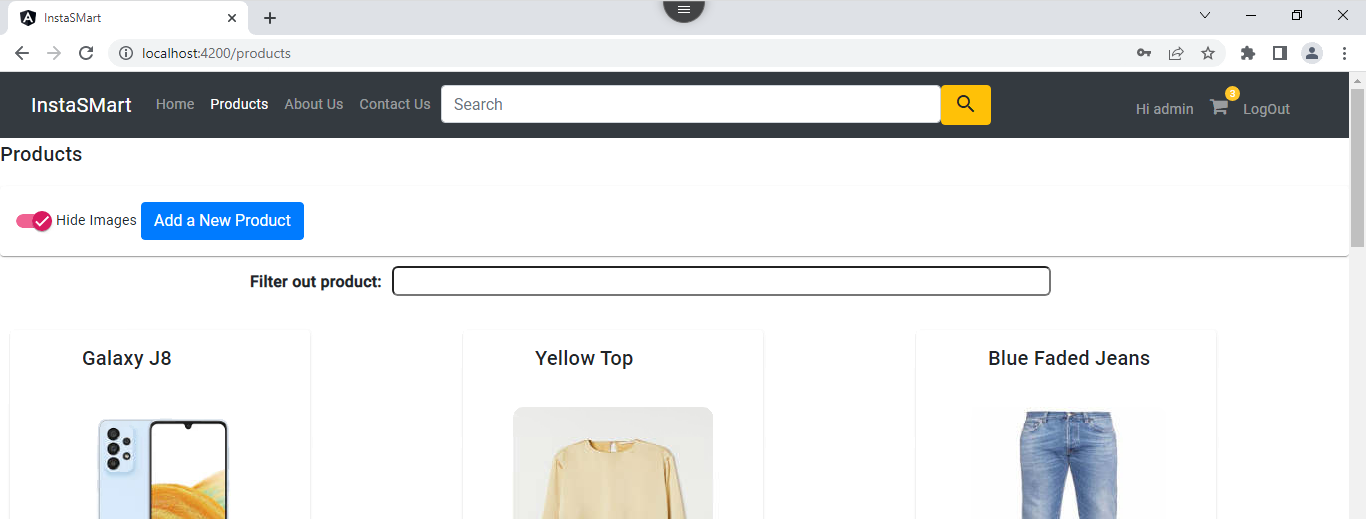 InstaSMart
localhost:4200/products
InstaSMart Home Products About Us Contact Us Search Hi admin 3 LogOut
Products
Hide Images Add a New Product
Filter out product:
Galaxy J8 Yellow Top Blue Faded Jeans